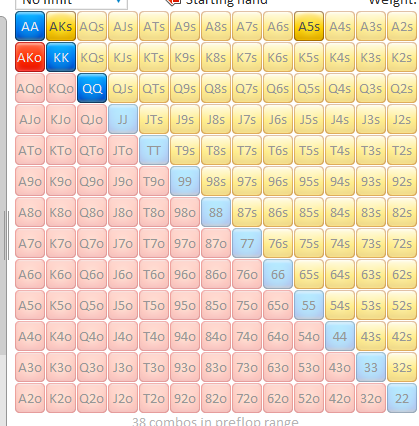 No limit Starting hand Weight:
AA AKs AQs AJs ATs A9s A8s A7s A6s A5s A4s A3s A2s
AKo KK KQs KJs KTs K9s K8s K7s K6s K5s K4s K3s K2s
AQo KQo QQ QJs QTs Q9s Q8s Q7s Q6s Q5s Q4s Q3s Q2s
AJo KJo QJo JJ JTs J9s J8s J7s J6s J5s J4s J3s J2s
ATo KTo QTo JTo TT T9s T8s T7s T6s T5s T4s T3s T2s
A9o K9o Q9o J9o T9o 99 98s 97s 96s 95s 94s 93s 92s
A8o K8o Q8o J8o T8o 98o 88 87s 86s 85s 84s 83s 82s
A7o K7o Q7o J7o T7o 97o 87o 77 76s 75s 74s 73s 72s
A6o K6o Q6o J6o T6o 96o 86o 76o 66 65s 64s 63s 62s
A5o K5o Q5o J5o T5o 95o 85o 75o 65o 55 54s 53s 52s
A4o K4o Q4o J4o T4o 94o 84o 74o 64o 54o 44 43s 42s
A3o K3o Q3o J3o T3o 93o 83o 73o 63o 53o 43o 33 32s
A2o K2o Q2o J2o T2o 92o 82o 72o 62o 52o 42o 32o 22
38 combos in preflop range